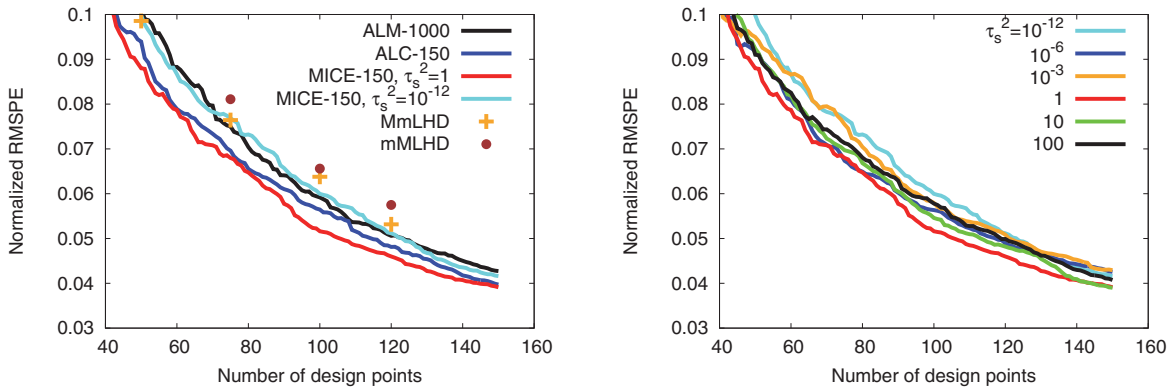 Normalized RMSPE
0.1
0.09
0.08
0.07
0.06
0.05
0.04
0.03
40 60 80 100 120 140 160
Number of design points
ALM-1000
ALC-150
MICE-150, τs²=1
MICE-150, τs²=10⁻¹²
MmLHD
mMLHD
Normalized RMSPE
0.1
0.09
0.08
0.07
0.06
0.05
0.04
0.03
40 60 80 100 120 140 160
Number of design points
τs²=10⁻¹²
10⁻⁶
10⁻³
1
10
100